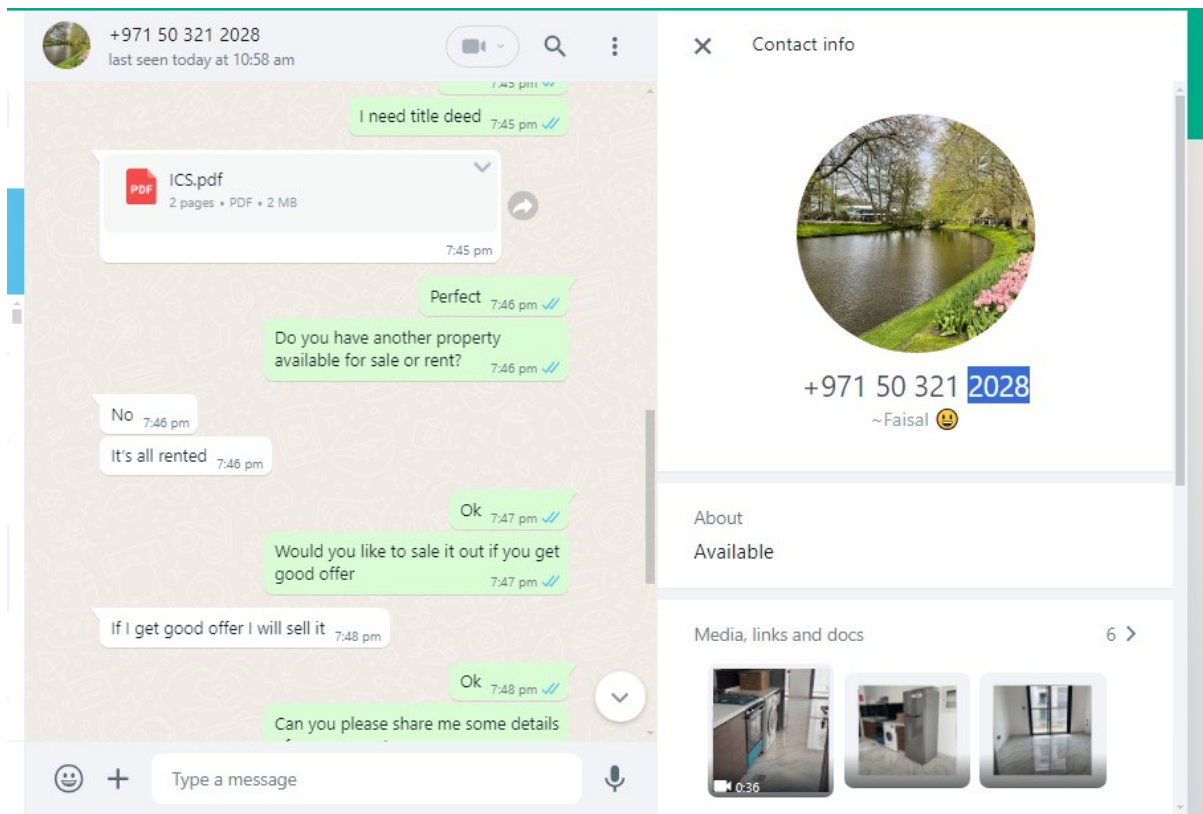 +971 50 321 2028
last seen today at 10:58 am
7:45 pm
I need title deed 7:45 pm
PDF
ICS.pdf
2 pages • PDF • 2 MB
7:45 pm
Perfect 7:46 pm
Do you have another property
available for sale or rent? 7:46 pm
No 7:46 pm
It's all rented 7:46 pm
Ok 7:47 pm
Would you like to sale it out if you get
good offer 7:47 pm
If I get good offer I will sell it 7:48 pm
Ok 7:48 pm
Can you please share me some details
Type a message
Contact info
+971 50 321 2028
~Faisal 😃
About
Available
Media, links and docs 6
0:36